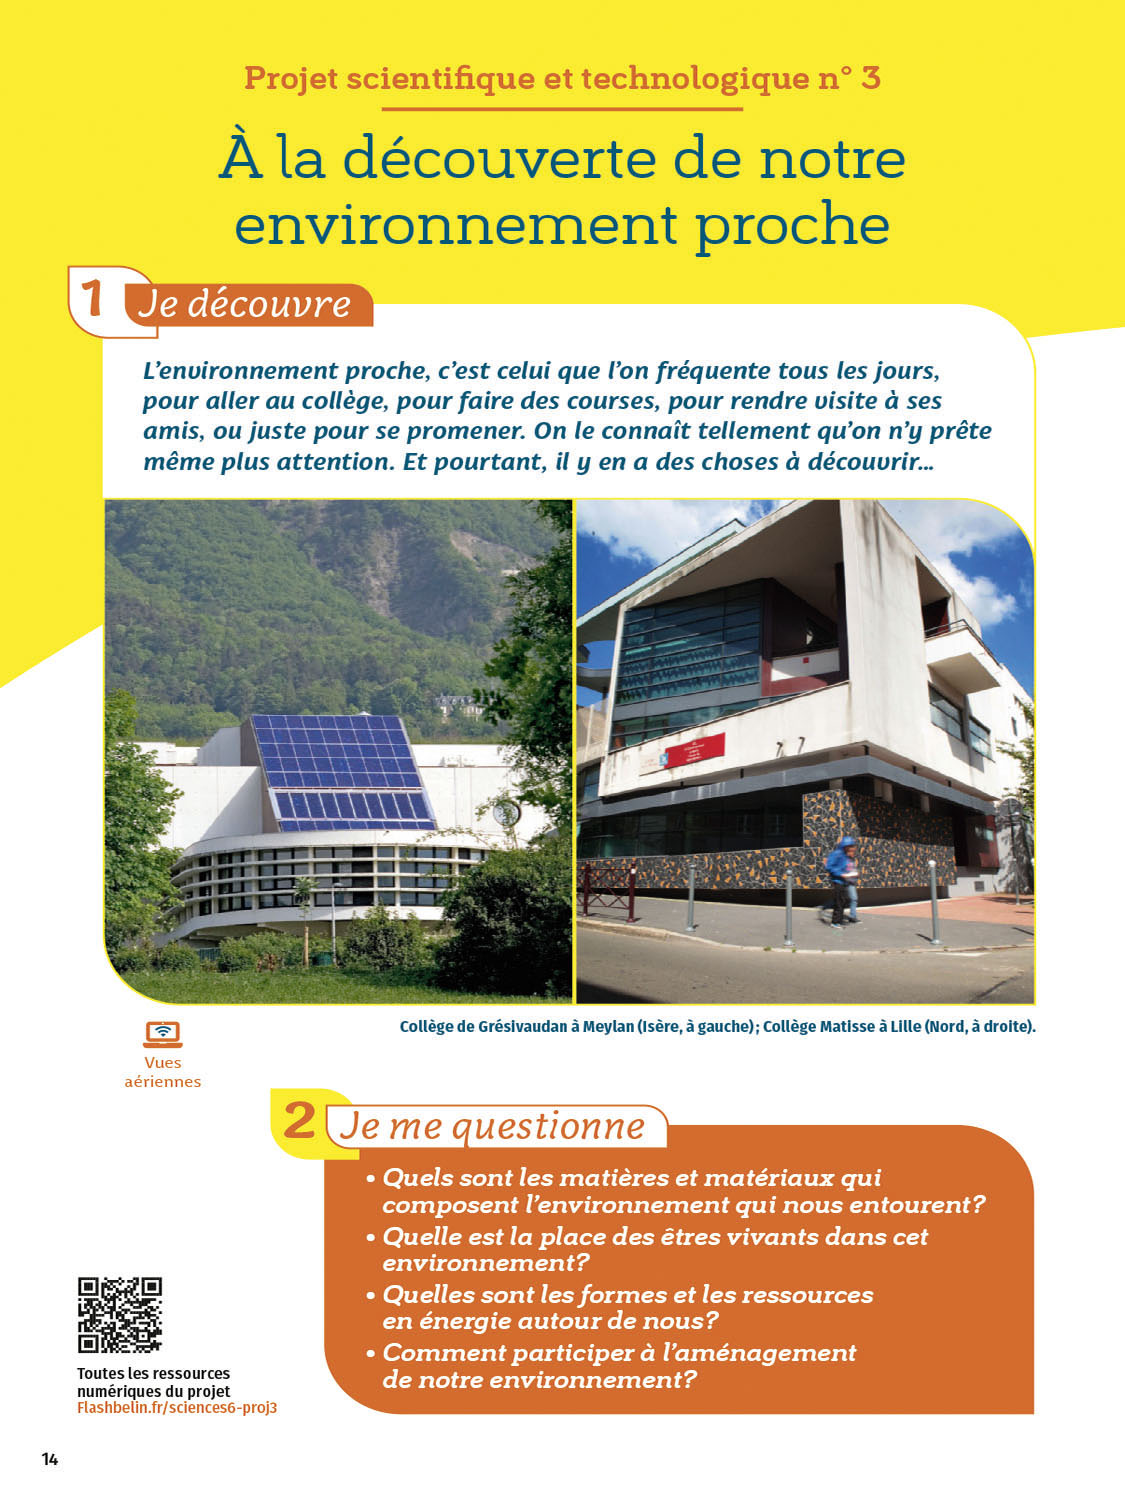 Projet scientifique et technologique n° 3
À la découverte de notre
environnement proche
1 Je découvre
L’environnement proche, c’est celui que l’on fréquente tous les jours,
pour aller au collège, pour faire des courses, pour rendre visite à ses
amis, ou juste pour se promener. On le connaît tellement qu’on n’y prête
même plus attention. Et pourtant, il y en a des choses à découvrir...
Collège de Grésivaudan à Meylan (Isère, à gauche) ; Collège Matisse à Lille (Nord, à droite).
Vues
aériennes
2 Je me questionne
• Quels sont les matières et matériaux qui
composent l’environnement qui nous entourent ?
• Quelle est la place des êtres vivants dans cet
environnement ?
• Quelles sont les formes et les ressources
en énergie autour de nous ?
• Comment participer à l’aménagement
de notre environnement ?
Toutes les ressources
numériques du projet
Flashbelin.fr/sciences6-proj3
14